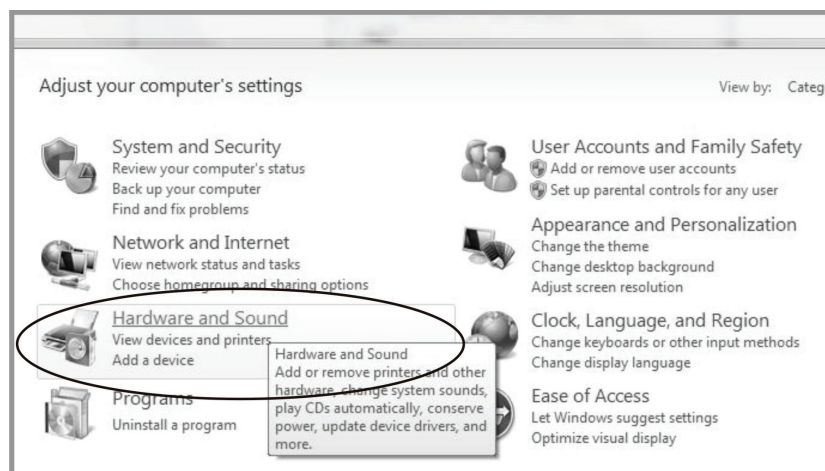 Adjust your computer's settings
View by: Categ
System and Security
Review your computer's status
Back up your computer
Find and fix problems
Network and Internet
View network status and tasks
Choose homegroup and sharing options
Hardware and Sound
View devices and printers
Add a device
Hardware and Sound
Add or remove printers and other
hardware, change system sounds,
play CDs automatically, conserve
power, update device drivers, and
more.
Programs
Uninstall a program
User Accounts and Family Safety
Add or remove user accounts
Set up parental controls for any user
Appearance and Personalization
Change the theme
Change desktop background
Adjust screen resolution
Clock, Language, and Region
Change keyboards or other input methods
Change display language
Ease of Access
Let Windows suggest settings
Optimize visual display